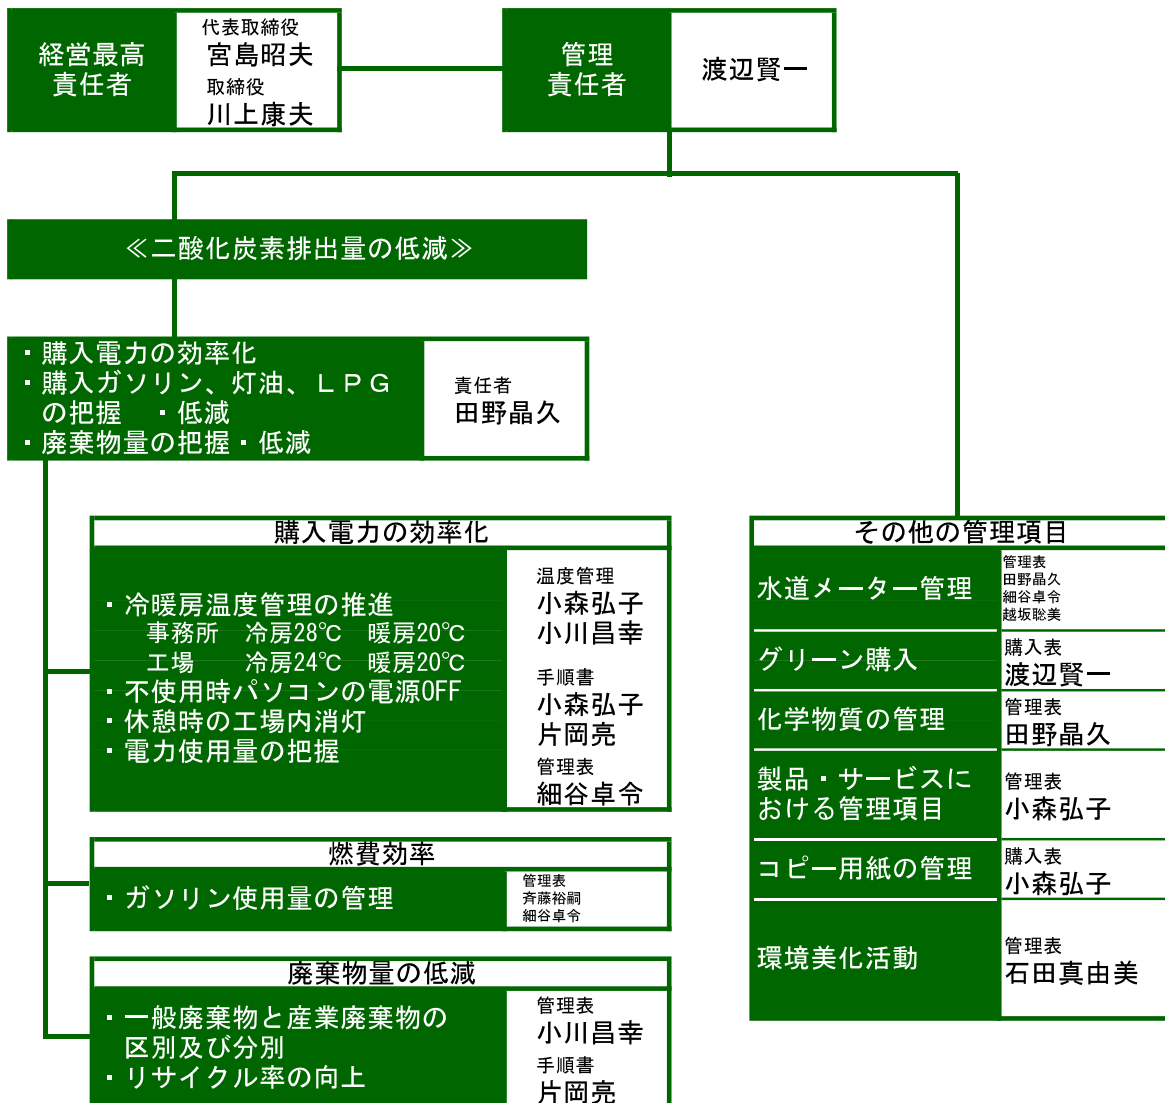 経営最高
責任者
代表取締役
宮島昭夫
取締役
川上康夫
管理
責任者
渡辺賢一
≪二酸化炭素排出量の低減≫
・購入電力の効率化
・購入ガソリン、灯油、ＬＰＧ
の把握　・低減
・廃棄物量の把握・低減
責任者
田野晶久
購入電力の効率化
・冷暖房温度管理の推進
事務所　冷房28℃　暖房20℃
工場　　冷房24℃　暖房20℃
・不使用時パソコンの電源OFF
・休憩時の工場内消灯
・電力使用量の把握
温度管理
小森弘子
小川昌幸
手順書
小森弘子
片岡亮
管理表
細谷卓令
燃費効率
・ガソリン使用量の管理
管理表
斉藤裕嗣
細谷卓令
廃棄物量の低減
・一般廃棄物と産業廃棄物の
区別及び分別
・リサイクル率の向上
管理表
小川昌幸
手順書
片岡亮
その他の管理項目
水道メーター管理
管理表
田野晶久
細谷卓令
越坂聡美
グリーン購入
購入表
渡辺賢一
化学物質の管理
管理表
田野晶久
製品・サービスに
おける管理項目
管理表
小森弘子
コピー用紙の管理
購入表
小森弘子
環境美化活動
管理表
石田真由美